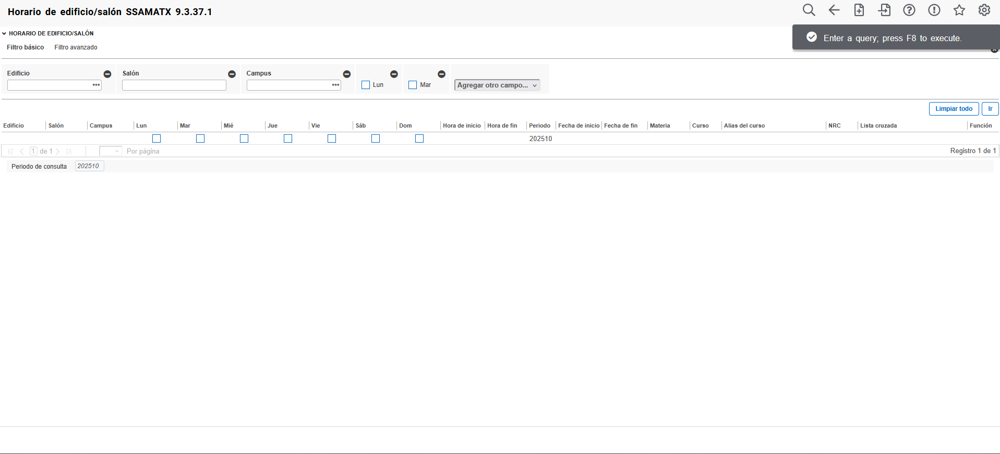 Horario de edificio/salón SSAMATX 9.3.37.1
Enter a query; press F8 to execute.
HORARIO DE EDIFICIO/SALÓN
Filtro básico Filtro avanzado
Edificio Salón Campus
Lun Mar Agregar otro campo...
Limpiar todo Ir
Edificio Salón Campus Lun Mar Mié Jue Vie Sáb Dom Hora de inicio Hora de fin Periodo Fecha de inicio Fecha de fin Materia Curso Alias del curso NRC Lista cruzada Función
202510
1 de 1 Por página Registro 1 de 1
Periodo de consulta 202510